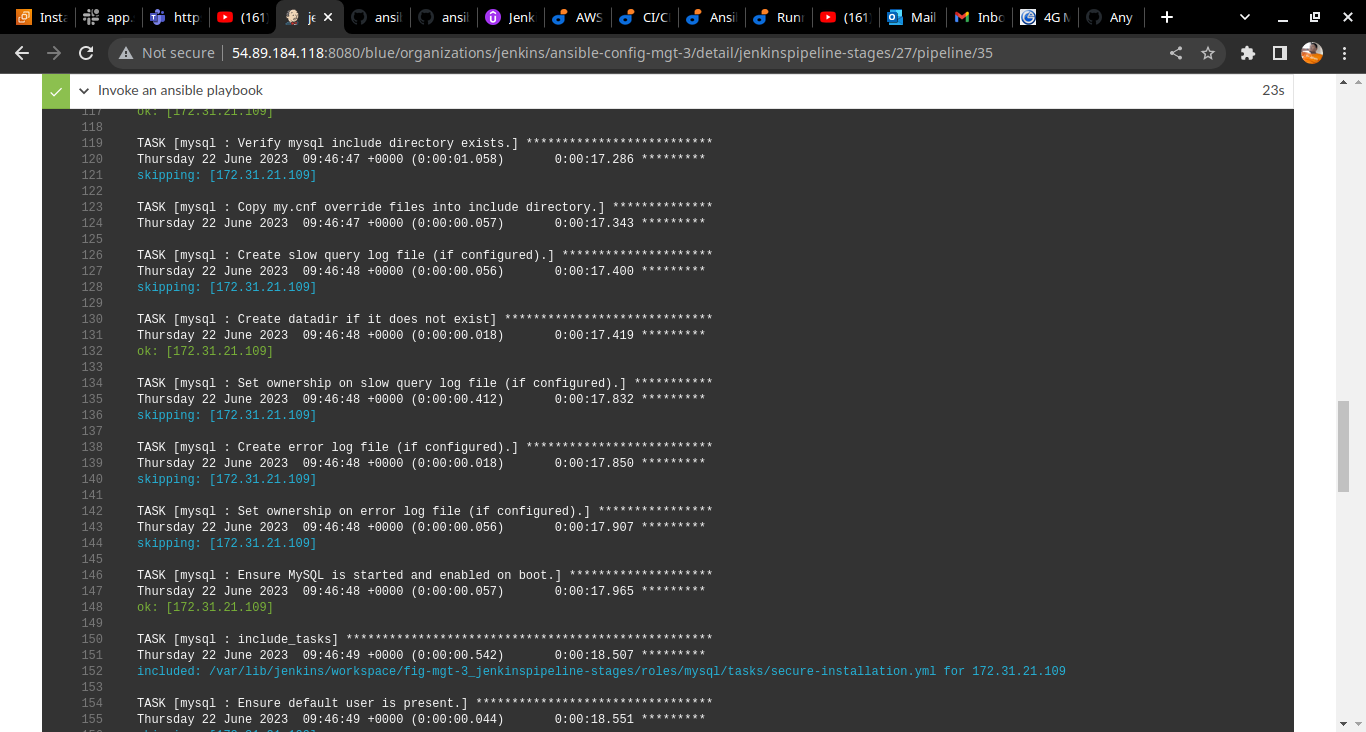 Insta
app.
http
(161)
je
ansil
ansil
Jenk
AWS
CI/CI
Ansil
Runn
(161)
Mail
Inbo
4G M
Any
Not secure 54.89.184.118:8080/blue/organizations/jenkins/ansible-config-mgt-3/detail/jenkinspipeline-stages/27/pipeline/35
Invoke an ansible playbook 23s
117 ok: [172.31.21.109]
118
119 TASK [mysql : Verify mysql include directory exists.] **************************
120 Thursday 22 June 2023  09:46:47 +0000 (0:00:01.058)       0:00:17.286 *********
121 skipping: [172.31.21.109]
122
123 TASK [mysql : Copy my.cnf override files into include directory.] **************
124 Thursday 22 June 2023  09:46:47 +0000 (0:00:00.057)       0:00:17.343 *********
125
126 TASK [mysql : Create slow query log file (if configured).] *********************
127 Thursday 22 June 2023  09:46:48 +0000 (0:00:00.056)       0:00:17.400 *********
128 skipping: [172.31.21.109]
129
130 TASK [mysql : Create datadir if it does not exist] *****************************
131 Thursday 22 June 2023  09:46:48 +0000 (0:00:00.018)       0:00:17.419 *********
132 ok: [172.31.21.109]
133
134 TASK [mysql : Set ownership on slow query log file (if configured).] ***********
135 Thursday 22 June 2023  09:46:48 +0000 (0:00:00.412)       0:00:17.832 *********
136 skipping: [172.31.21.109]
137
138 TASK [mysql : Create error log file (if configured).] **************************
139 Thursday 22 June 2023  09:46:48 +0000 (0:00:00.018)       0:00:17.850 *********
140 skipping: [172.31.21.109]
141
142 TASK [mysql : Set ownership on error log file (if configured).] ****************
143 Thursday 22 June 2023  09:46:48 +0000 (0:00:00.056)       0:00:17.907 *********
144 skipping: [172.31.21.109]
145
146 TASK [mysql : Ensure MySQL is started and enabled on boot.] ********************
147 Thursday 22 June 2023  09:46:48 +0000 (0:00:00.057)       0:00:17.965 *********
148 ok: [172.31.21.109]
149
150 TASK [mysql : include_tasks] ***************************************************
151 Thursday 22 June 2023  09:46:49 +0000 (0:00:00.542)       0:00:18.507 *********
152 included: /var/lib/jenkins/workspace/fig-mgt-3_jenkinspipeline-stages/roles/mysql/tasks/secure-installation.yml for 172.31.21.109
153
154 TASK [mysql : Ensure default user is present.] *********************************
155 Thursday 22 June 2023  09:46:49 +0000 (0:00:00.044)       0:00:18.551 *********